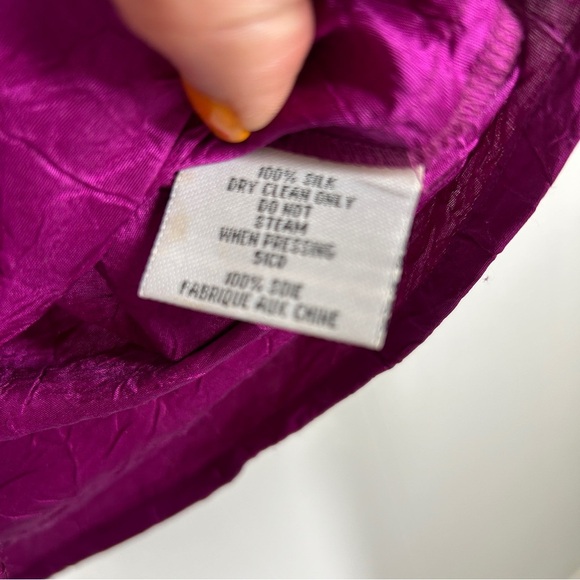 100% SILK
DRY CLEAN ONLY
DO NOT
STEAM
WHEN PRESSING
SICO
100% SOIE
FABRIQUE AUX CHINE